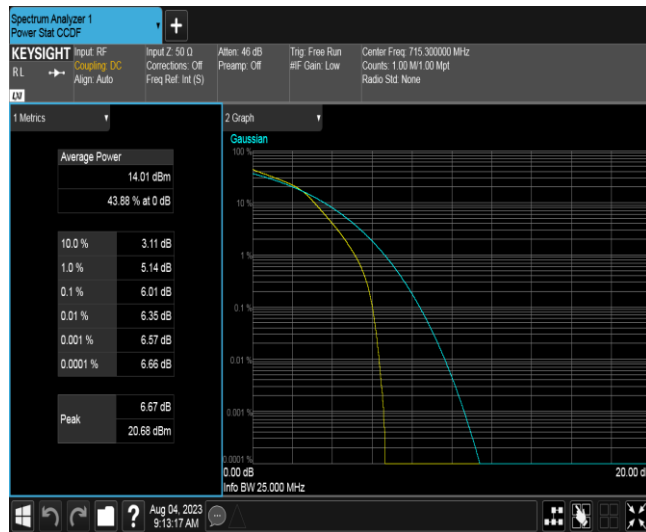 Spectrum Analyzer 1
Power Stat CCDF
+
KEYSIGHT
RL
LXI
Input: RF
Coupling: DC
Align: Auto
Input Z: 50 Ω
Corrections: Off
Freq Ref: Int (S)
Atten: 46 dB
Preamp: Off
Trig: Free Run
#IF Gain: Low
Center Freq: 715.300000 MHz
Counts: 1.00 M/1.00 Mpt
Radio Std: None
1 Metrics
Average Power
14.01 dBm
43.88 % at 0 dB
10.0 % 3.11 dB
1.0 % 5.14 dB
0.1 % 6.01 dB
0.01 % 6.35 dB
0.001 % 6.57 dB
0.0001 % 6.66 dB
Peak
6.67 dB
20.68 dBm
2 Graph
Gaussian
100 %
10 %
1 %
0.1 %
0.01 %
0.001 %
0.0001 %
0.00 dB
20.00 d
Info BW 25.000 MHz
?
Aug 04, 2023
9:13:17 AM